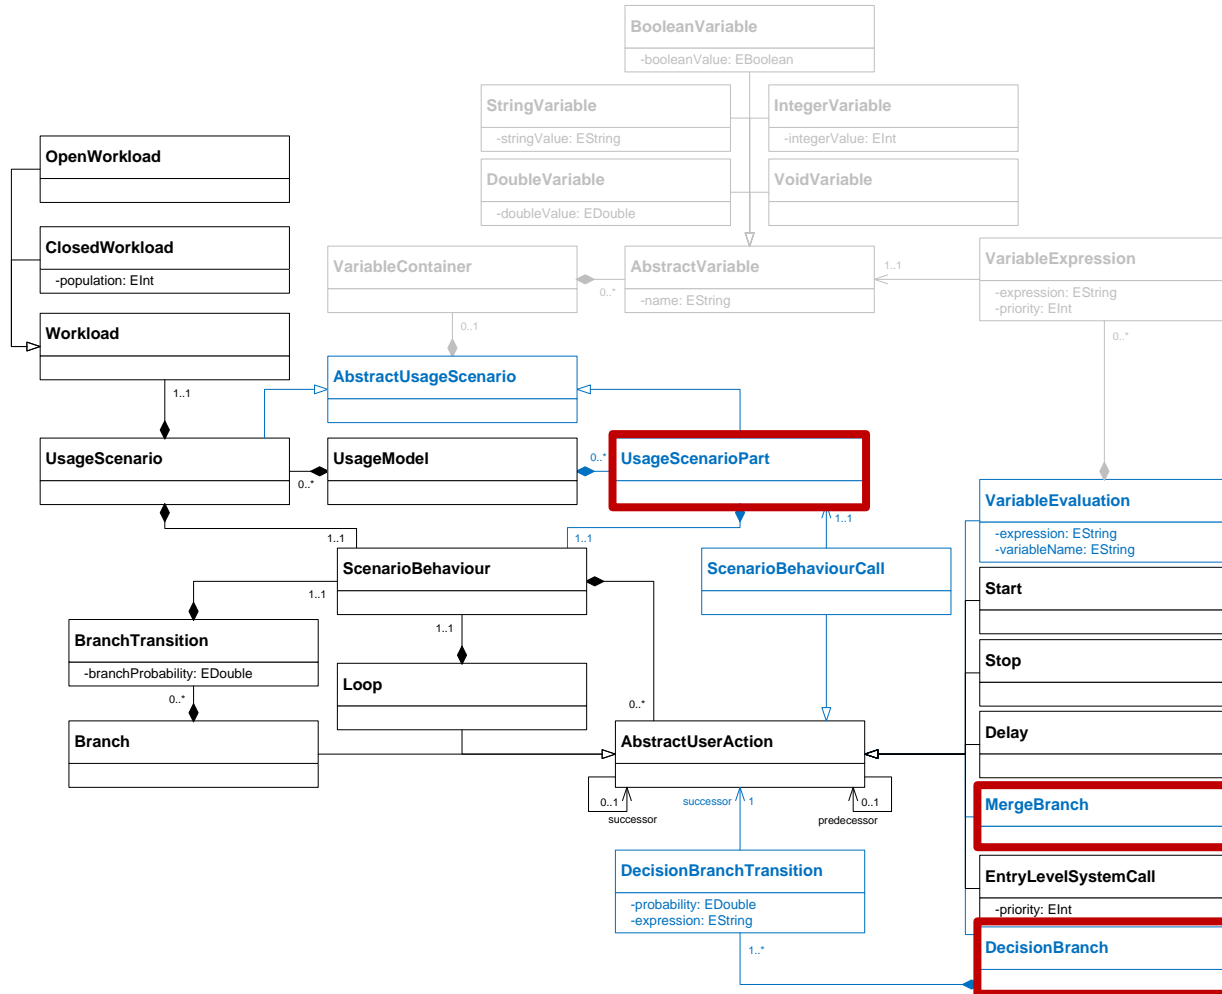 BooleanVariable
-booleanValue: EBoolean
StringVariable
-stringValue: EString
IntegerVariable
-integerValue: EInt
OpenWorkload
DoubleVariable
-doubleValue: EDouble
VoidVariable
ClosedWorkload
-population: EInt
VariableContainer
0..*
AbstractVariable
-name: EString
1..1
VariableExpression
-expression: EString
-priority: EInt
Workload
0..1
0..*
1..1
AbstractUsageScenario
UsageScenario
0..*
UsageModel
0..*
UsageScenarioPart
VariableEvaluation
-expression: EString
-variableName: EString
1..1
1..1
1..1
ScenarioBehaviour
1..1
ScenarioBehaviourCall
Start
BranchTransition
-branchProbability: EDouble
1..1
Stop
Loop
0..*
0..*
Branch
AbstractUserAction
Delay
0..1
successor
successor
1
0..1
predecessor
MergeBranch
DecisionBranchTransition
-probability: EDouble
-expression: EString
EntryLevelSystemCall
-priority: EInt
1..*
DecisionBranch